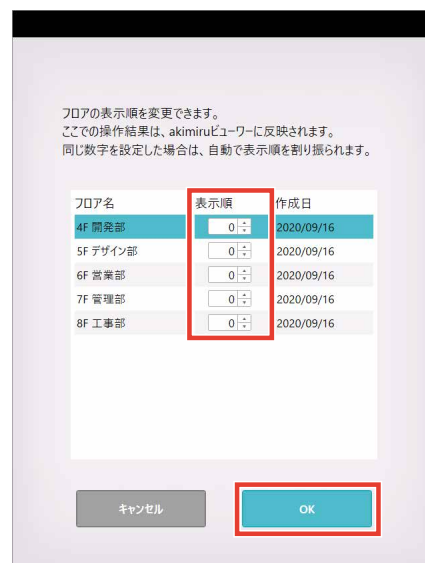 フロアの表示順を変更できます。
ここでの操作結果は、akimiruビューワーに反映されます。
同じ数字を設定した場合は、自動で表示順を割り振られます。
フロア名 表示順 作成日
4F 開発部 0 2020/09/16
5F デザイン部 0 2020/09/16
6F 営業部 0 2020/09/16
7F 管理部 0 2020/09/16
8F 工事部 0 2020/09/16
キャンセル OK